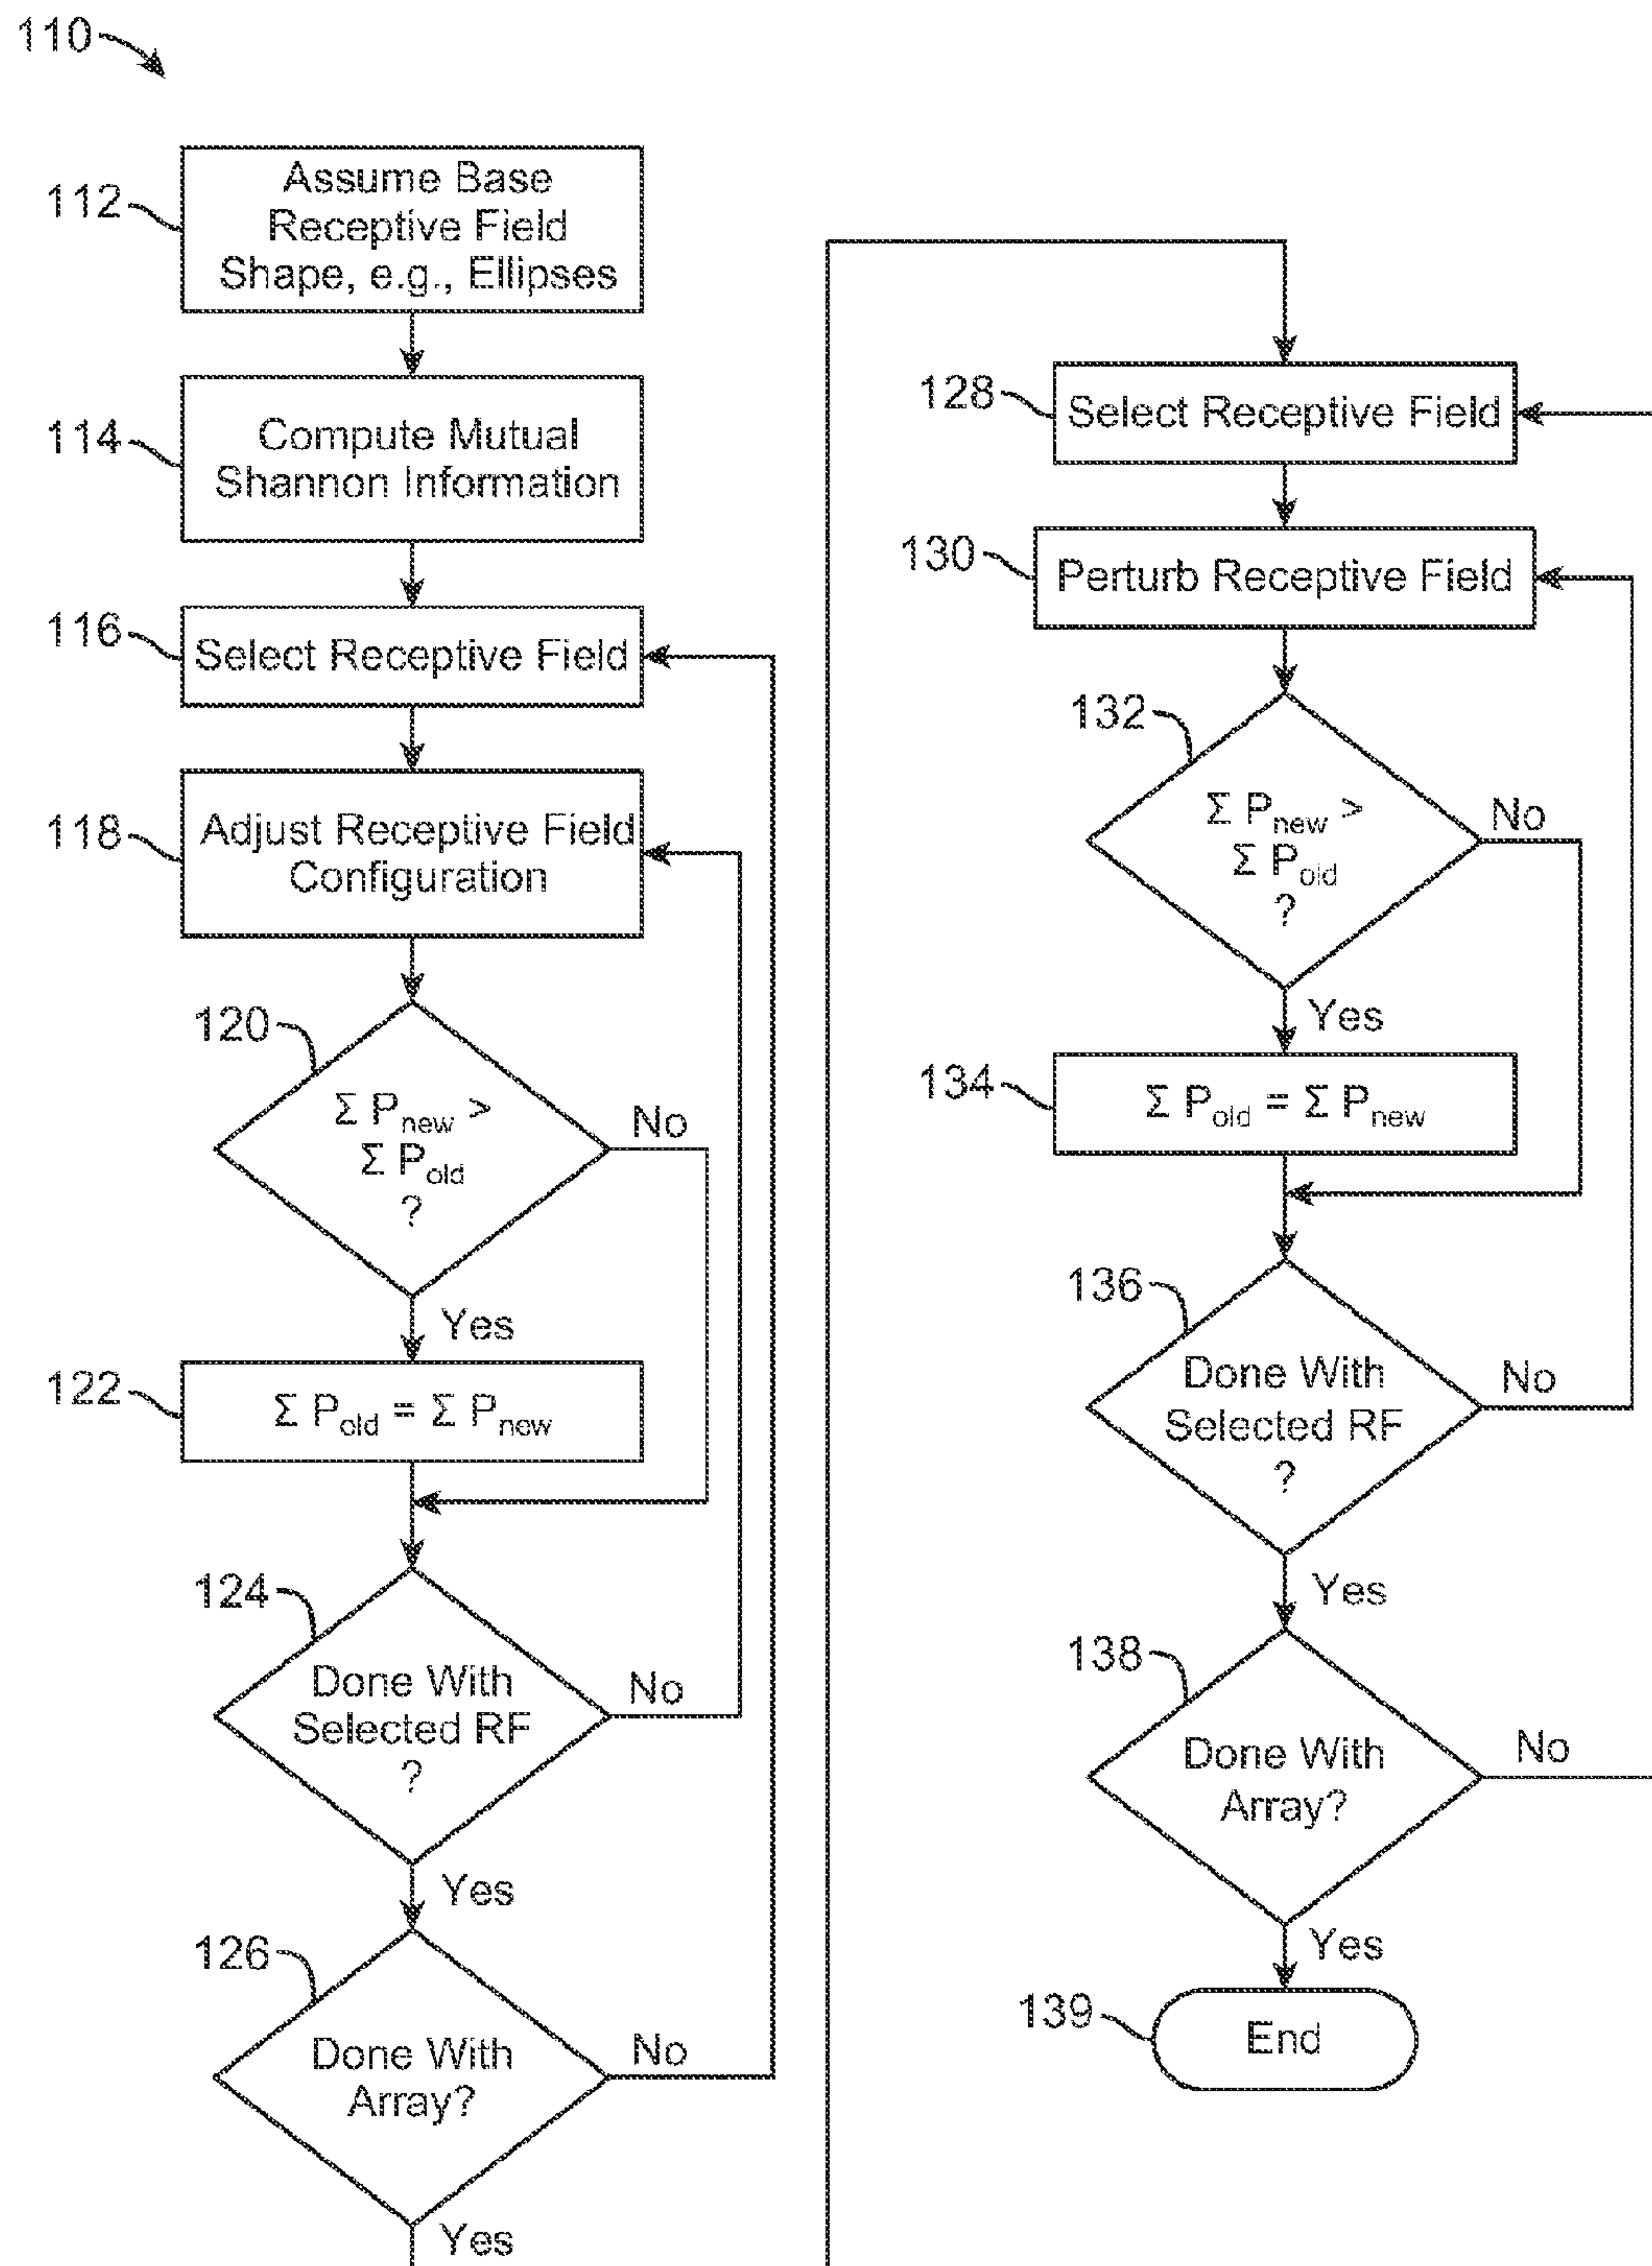 110
112
Assume Base
Receptive Field
Shape, e.g., Ellipses
114
Compute Mutual
Shannon Information
116
Select Receptive Field
118
Adjust Receptive Field
Configuration
120
Σ Pnew >
Σ Pold
?
No
Yes
122
Σ Pold = Σ Pnew
124
Done With
Selected RF
?
No
Yes
126
Done With
Array?
No
Yes
128
Select Receptive Field
130
Perturb Receptive Field
132
Σ Pnew >
Σ Pold
?
No
Yes
134
Σ Pold = Σ Pnew
136
Done With
Selected RF
?
No
Yes
138
Done With
Array?
No
Yes
139
End